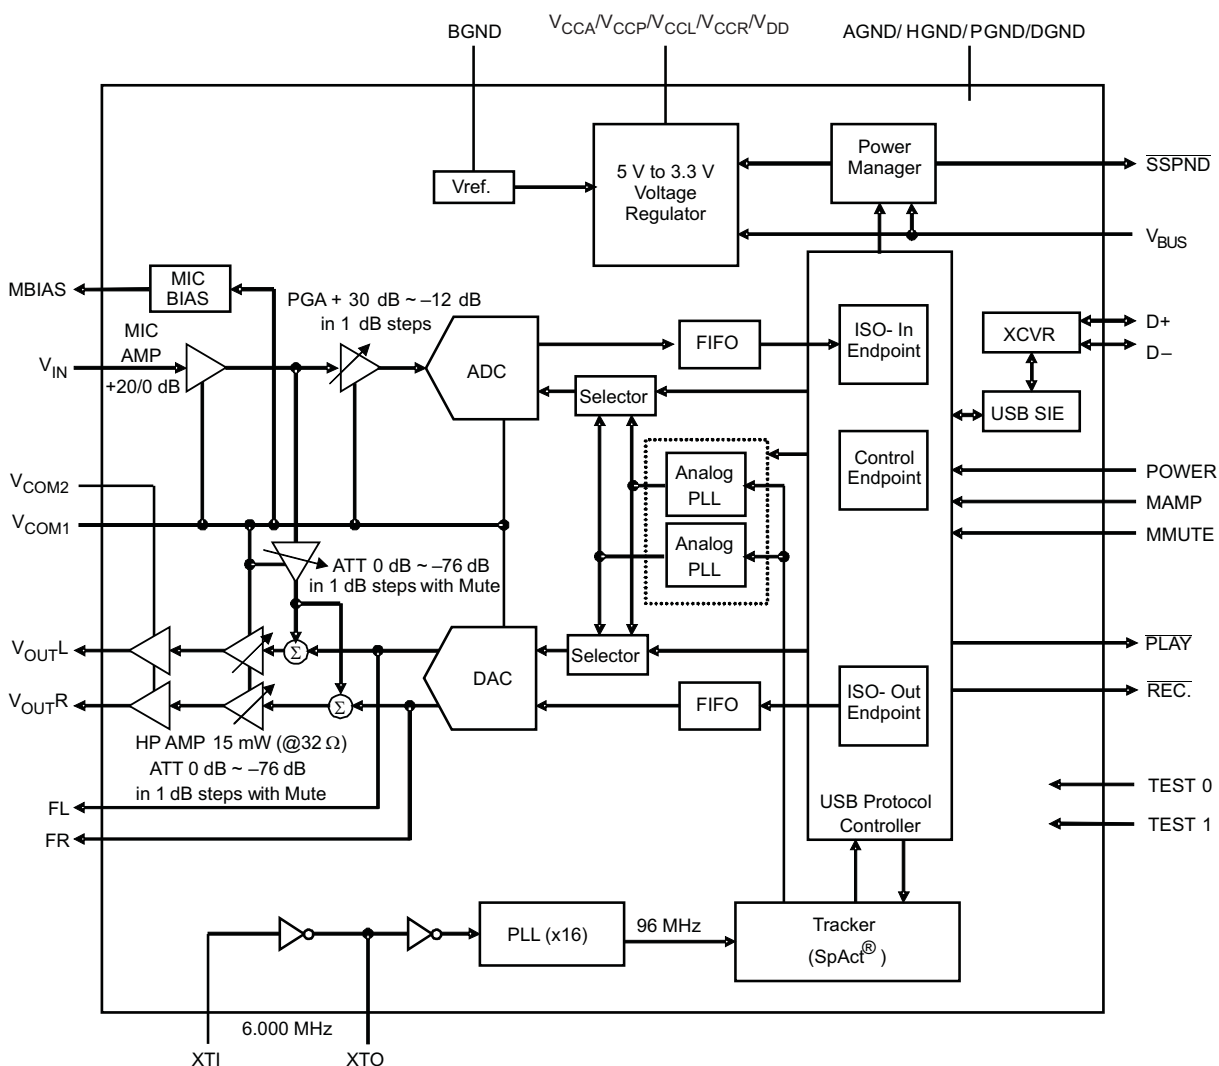 BGND
VCCA/VCCP/VCCL/VCCR/VDD
AGND/ HGND/ PGND/DGND
Vref.
5 V to 3.3 V
Voltage
Regulator
Power
Manager
SSPND
VBUS
MBIAS
MIC
BIAS
PGA + 30 dB ~ –12 dB
in 1 dB steps
MIC
AMP
+20/0 dB
VIN
ADC
FIFO
ISO- In
Endpoint
XCVR
D+
D–
Selector
USB SIE
Analog
PLL
Control
Endpoint
POWER
MAMP
MMUTE
VCOM2
VCOM1
Analog
PLL
ATT 0 dB ~ –76 dB
in 1 dB steps with Mute
VOUTL
Σ
DAC
Selector
PLAY
VOUTR
Σ
FIFO
ISO- Out
Endpoint
REC.
HP AMP 15 mW (@32 Ω)
ATT 0 dB ~ –76 dB
in 1 dB steps with Mute
FL
FR
USB Protocol
Controller
TEST 0
TEST 1
PLL (x16)
96 MHz
Tracker
(SpAct® )
6.000 MHz
XTI
XTO